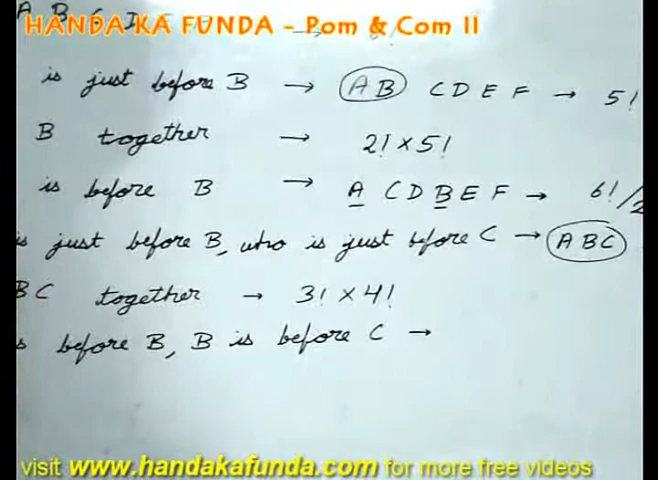 A B C D
HANDA KA FUNDA - Pom & Com II
is just before B → AB C D E F → 5!
B together → 2! × 5!
is before B → A C D B E F → 6!/2
is just before B, who is just before C → ABC
BC together → 3! × 4!
s before B, B is before C →
visit www.handakafunda.com for more free videos